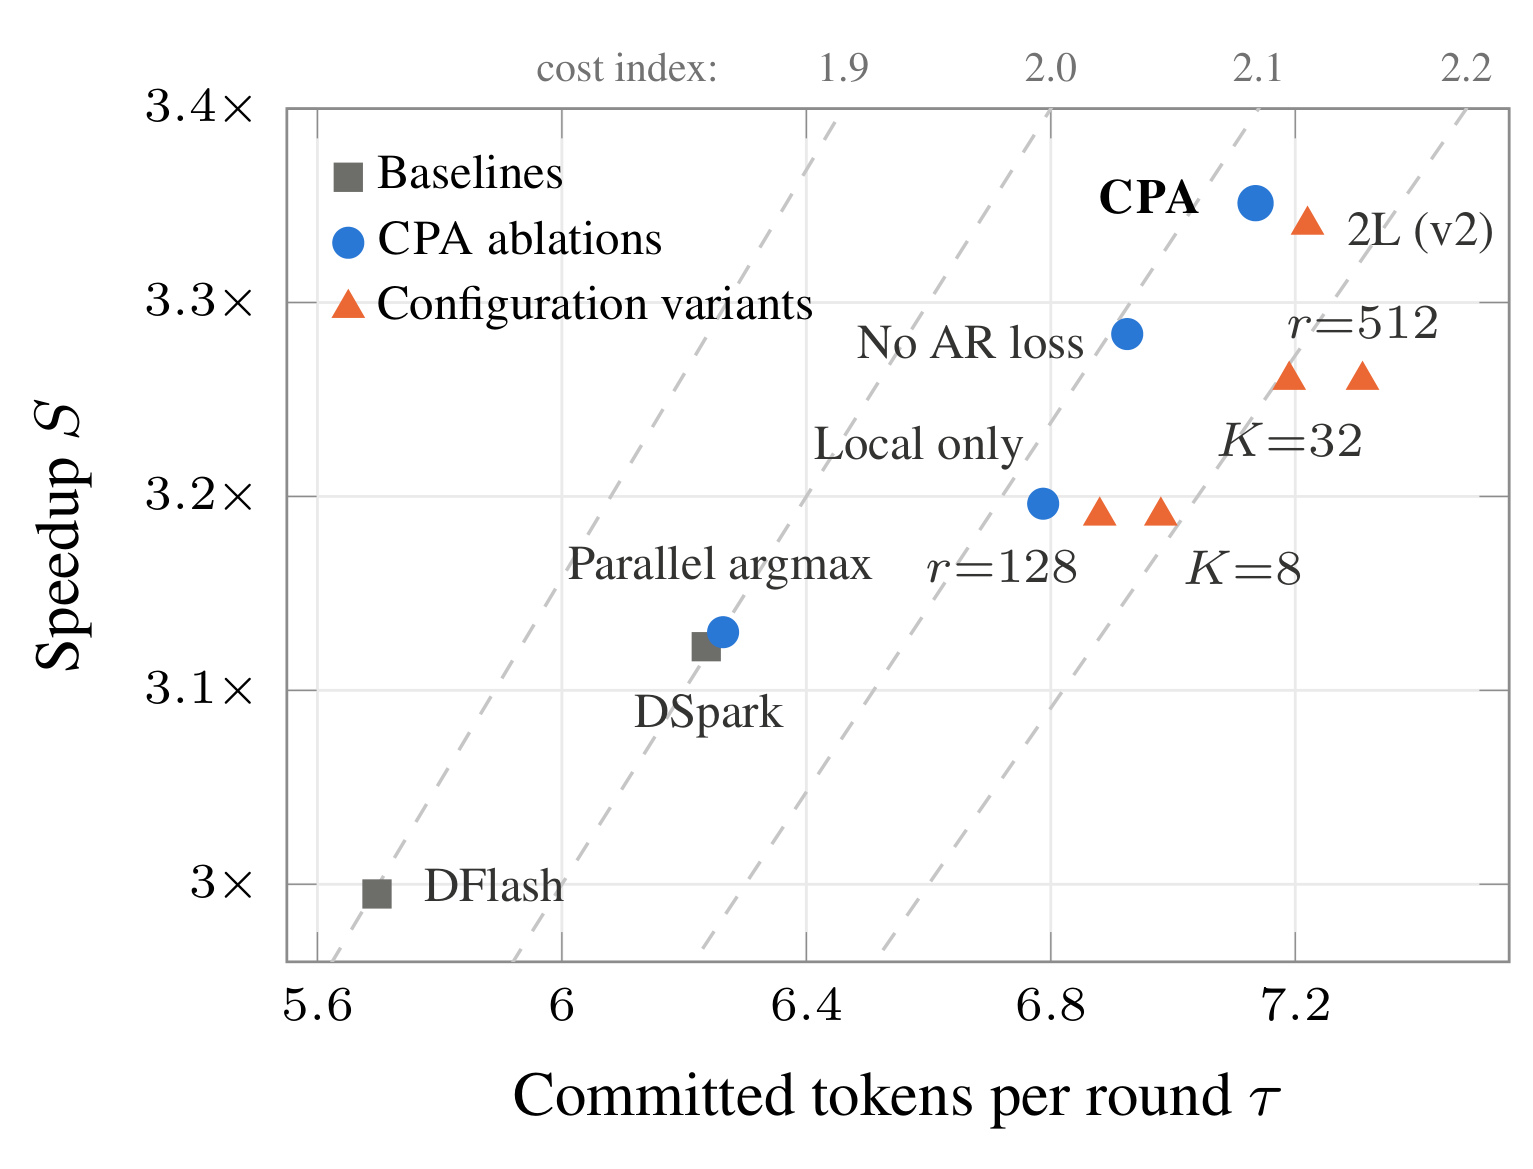 cost index: 1.9 2.0 2.1 2.2
3.4×
Baselines
CPA
CPA ablations
2L (v2)
3.3×
Configuration variants
r=512
No AR loss
Local only
K=32
3.2×
Parallel argmax
r=128
K=8
3.1×
DSpark
3×
DFlash
Speedup S
5.6 6 6.4 6.8 7.2
Committed tokens per round τ